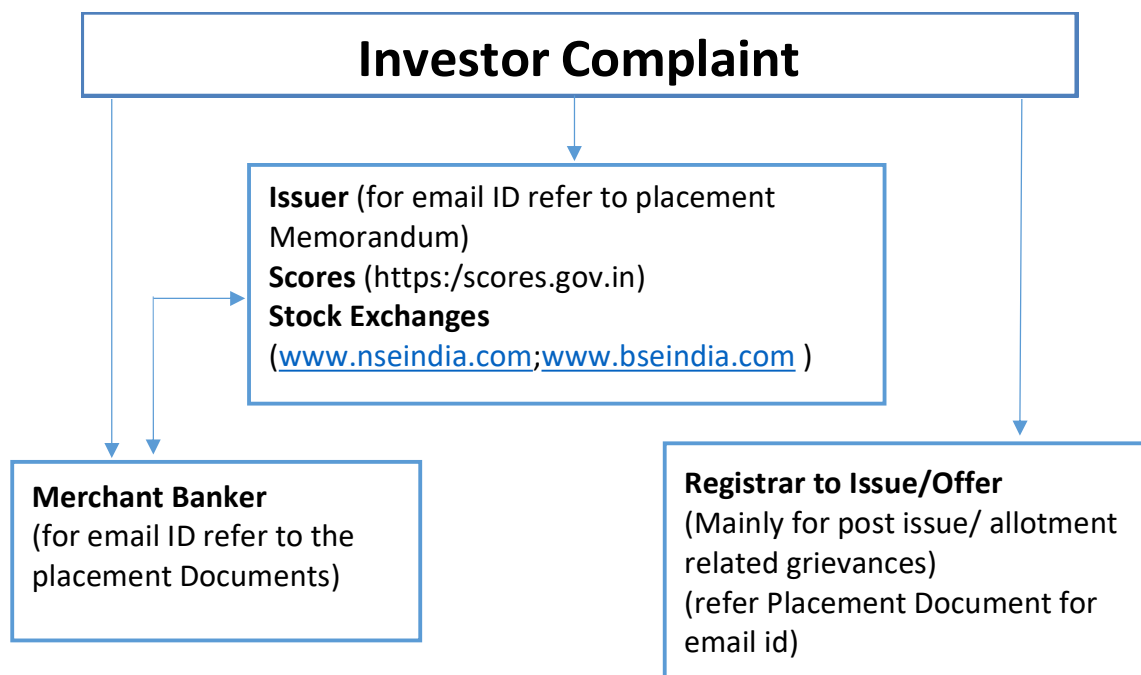 Investor Complaint
Issuer (for email ID refer to placement
Memorandum)
Scores (https:/scores.gov.in)
Stock Exchanges
(www.nseindia.com;www.bseindia.com )
Merchant Banker
(for email ID refer to the
placement Documents)
Registrar to Issue/Offer
(Mainly for post issue/ allotment
related grievances)
(refer Placement Document for
email id)